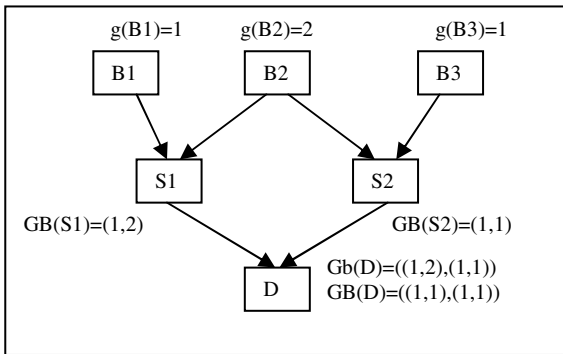 g(B1)=1 g(B2)=2 g(B3)=1
B1 B2 B3
S1 S2
GB(S1)=(1,2) GB(S2)=(1,1)
Gb(D)=((1,2),(1,1))
D GB(D)=((1,1),(1,1))